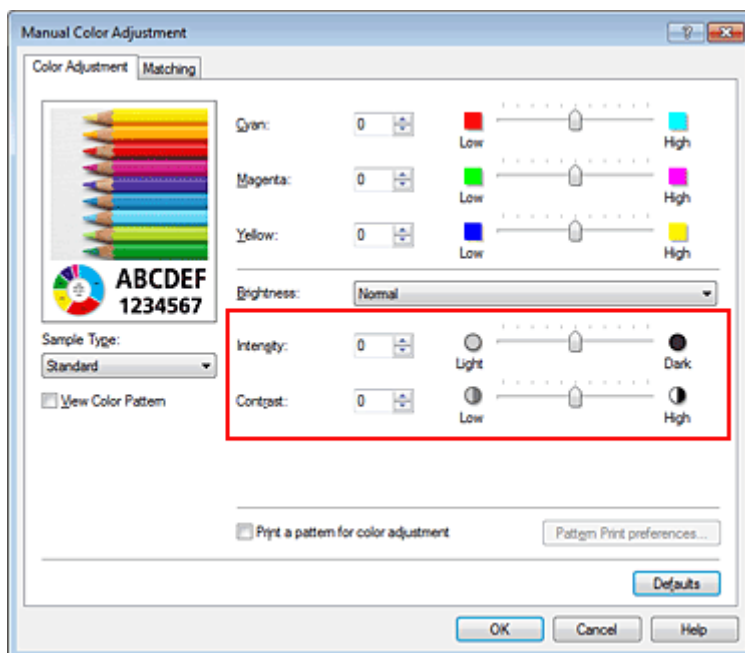 Manual Color Adjustment
Color Adjustment Matching
Cyan: 0 Low High
Magenta: 0 Low High
Yellow: 0 Low High
ABCDEF
1234567
Brightness: Normal
Sample Type:
Standard
View Color Pattern
Intensity: 0 Light Dark
Contrast: 0 Low High
Print a pattern for color adjustment Pattern Print preferences...
Defaults
OK Cancel Help